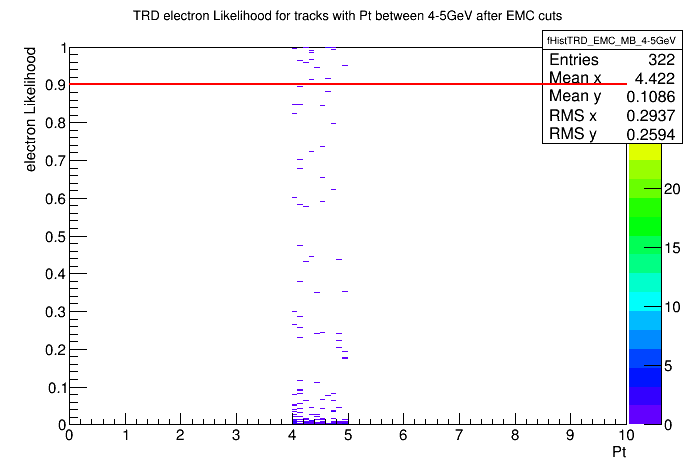 TRD electron Likelihood for tracks with Pt between 4-5GeV after EMC cuts
fHistTRD_EMC_MB_4-5GeV
Entries 322
Mean x 4.422
Mean y 0.1086
RMS x 0.2937
RMS y 0.2594
electron Likelihood
1
0.9
0.8
0.7
0.6
0.5
0.4
0.3
0.2
0.1
0
20
15
10
5
0
0 1 2 3 4 5 6 7 8 9 10
Pt